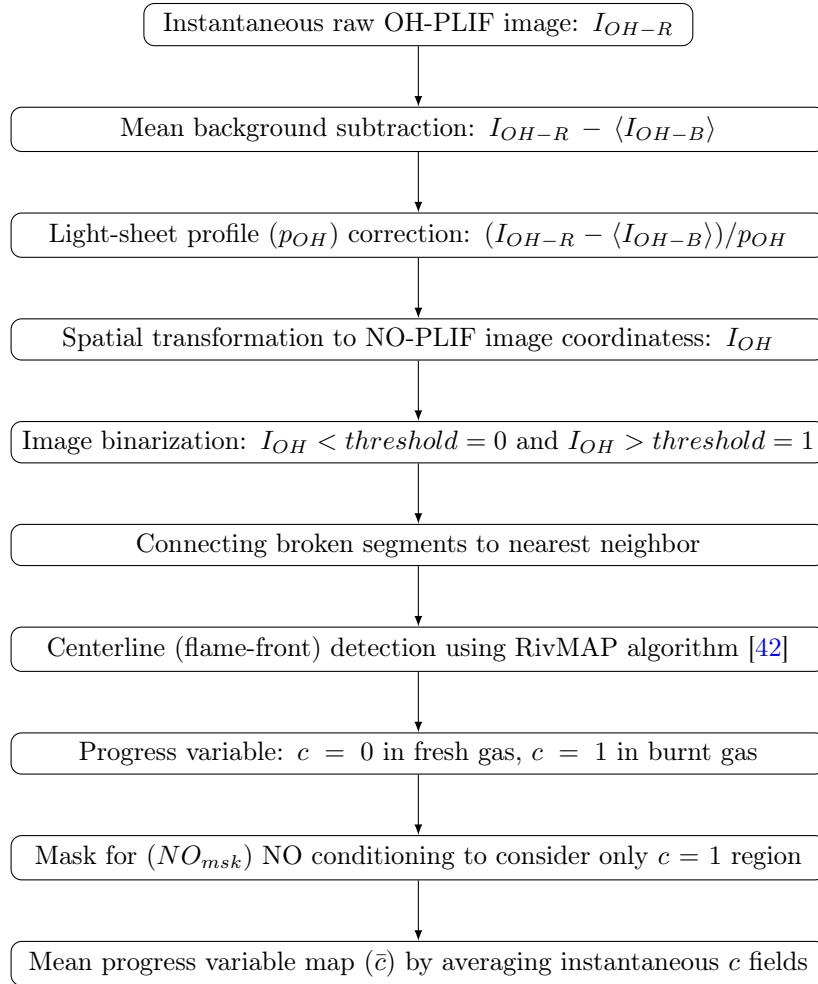 Instantaneous raw OH-PLIF image: I_{OH−R}
Mean background subtraction: I_{OH−R} − ⟨I_{OH−B}⟩
Light-sheet profile (p_{OH}) correction: (I_{OH−R} − ⟨I_{OH−B}⟩)/p_{OH}
Spatial transformation to NO-PLIF image coordinatess: I_{OH}
Image binarization: I_{OH} < threshold = 0 and I_{OH} > threshold = 1
Connecting broken segments to nearest neighbor
Centerline (flame-front) detection using RivMAP algorithm [42]
Progress variable: c = 0 in fresh gas, c = 1 in burnt gas
Mask for (NO_{msk}) NO conditioning to consider only c = 1 region
Mean progress variable map (c̄) by averaging instantaneous c fields